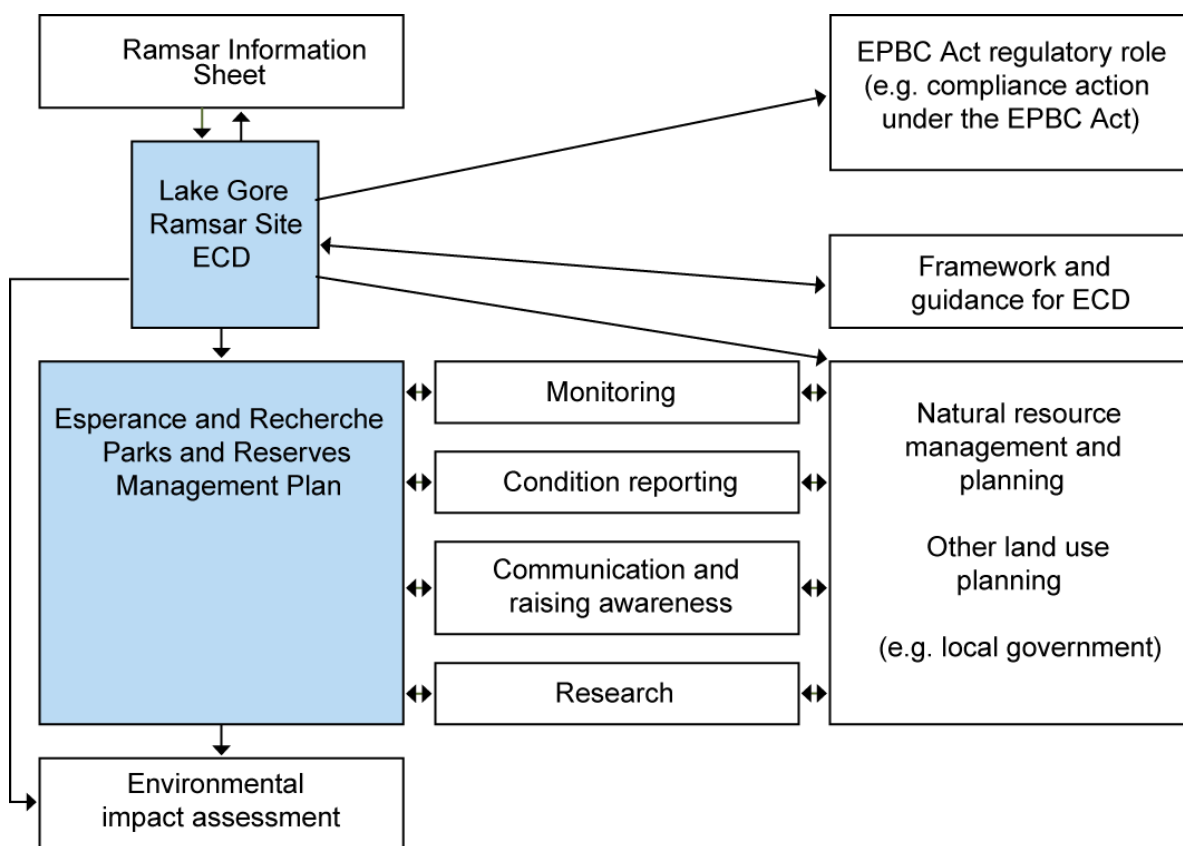 Ramsar Information
Sheet
EPBC Act regulatory role
(e.g. compliance action
under the EPBC Act)
Lake Gore
Ramsar Site
ECD
Framework and
guidance for ECD
Esperance and Recherche
Parks and Reserves
Management Plan
Monitoring
Condition reporting
Communication and
raising awareness
Research
Natural resource
management and
planning
Other land use
planning
(e.g. local government)
Environmental
impact assessment